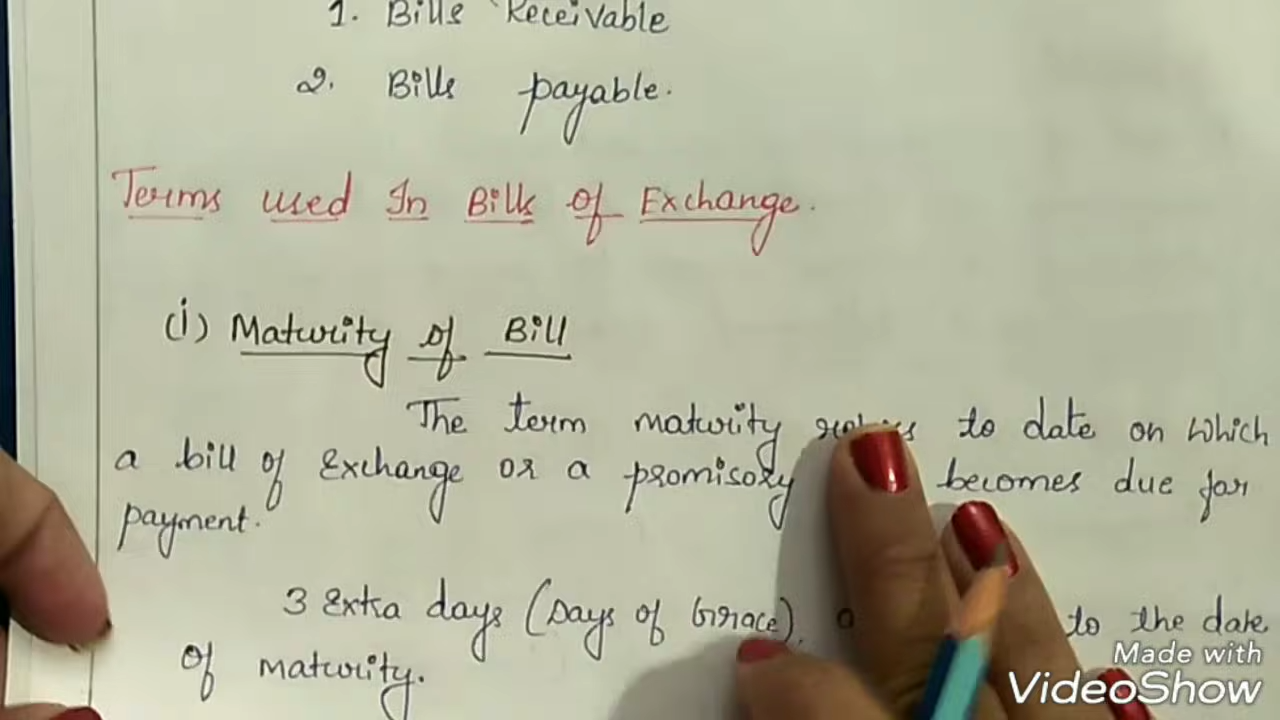 1. Bills Receivable
2. Bills payable.
Terms used In Bills of Exchange.
(i) Maturity of Bill
The term maturity to date on which
a bill of Exchange or a promisory becomes due for
payment.
3 Extra days (Days of Grace), to the date
of maturity.
Made with
VideoShow